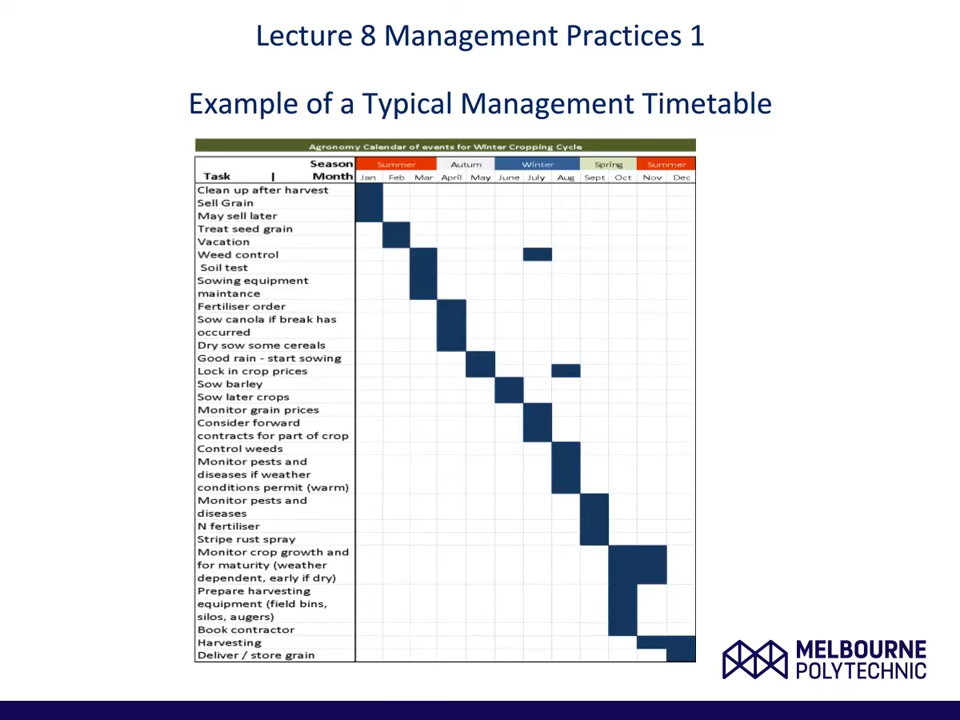 Lecture 8 Management Practices 1
Example of a Typical Management Timetable
Agronomy Calendar of events for Winter Cropping Cycle
Season Summer Autum Winter Spring Summer
Task | Month Jan Feb Mar April May June July Aug Sept Oct Nov Dec
Clean up after harvest
Sell Grain
May sell later
Treat seed grain
Vacation
Weed control
Soil test
Sowing equipment
maintance
Fertiliser order
Sow canola if break has
occurred
Dry sow some cereals
Good rain - start sowing
Lock in crop prices
Sow barley
Sow later crops
Monitor grain prices
Consider forward
contracts for part of crop
Control weeds
Monitor pests and
diseases if weather
conditions permit (warm)
Monitor pests and
diseases
N fertiliser
Stripe rust spray
Monitor crop growth and
for maturity (weather
dependent, early if dry)
Prepare harvesting
equipment (field bins,
silos, augers)
Book contractor
Harvesting
Deliver / store grain
MELBOURNE
POLYTECHNIC